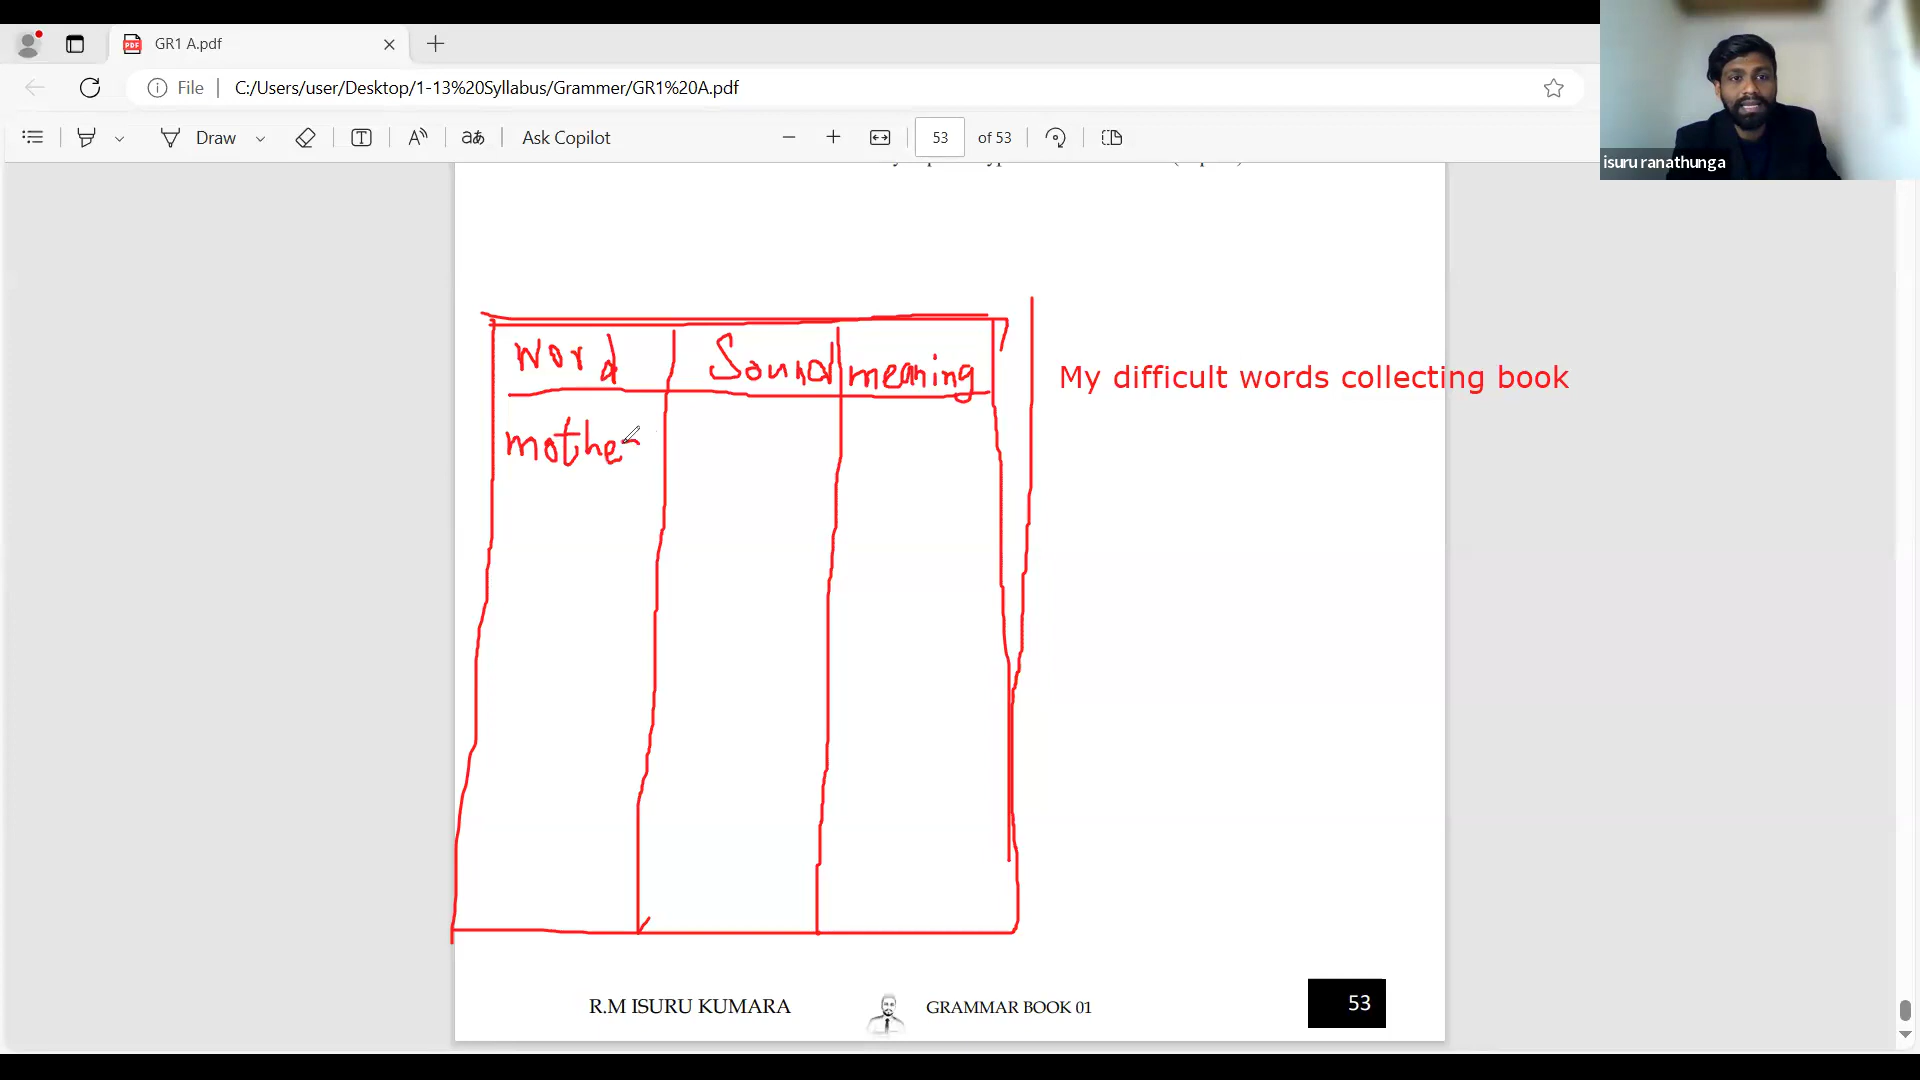 GR1 A.pdf
File
C:/Users/user/Desktop/1-13%20Syllabus/Grammer/GR1%20A.pdf
Draw
Ask Copilot
53 of 53
isuru ranathunga
Word Sound meaning
My difficult words collecting book
mother
R.M ISURU KUMARA
GRAMMAR BOOK 01
53